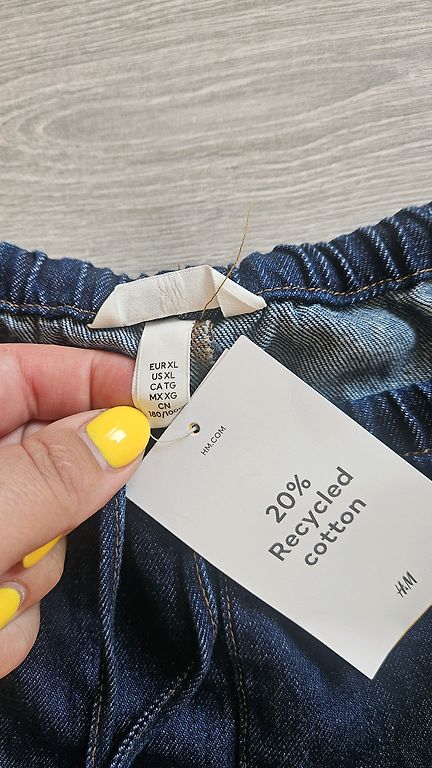 EUR XL
US XL
CA TG
MX XG
CN
HM.COM
20%
Recycled
cotton
H&M